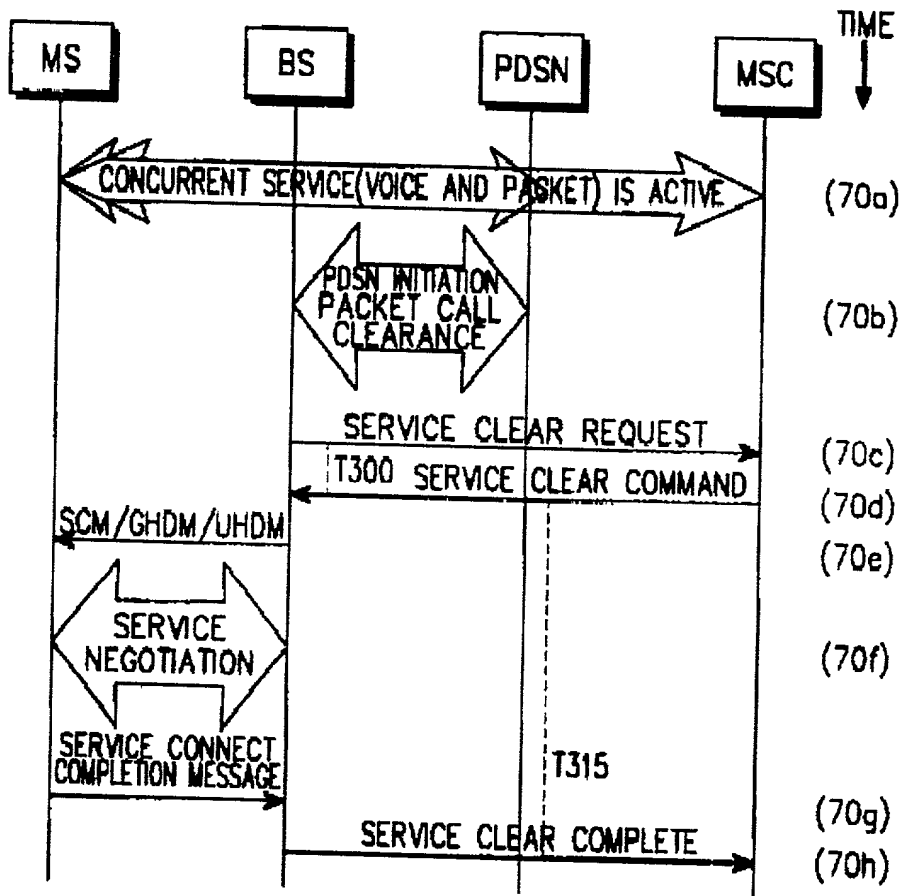 TIME
MS
BS
PDSN
MSC
CONCURRENT SERVICE(VOICE AND PACKET) IS ACTIVE
(70a)
PDSN INITIATION
PACKET CALL
CLEARANCE
(70b)
SERVICE CLEAR REQUEST
(70c)
T300
SERVICE CLEAR COMMAND
(70d)
SCM/GHDM/UHDM
(70e)
SERVICE
NEGOTIATION
(70f)
SERVICE CONNECT
COMPLETION MESSAGE
T315
(70g)
SERVICE CLEAR COMPLETE
(70h)